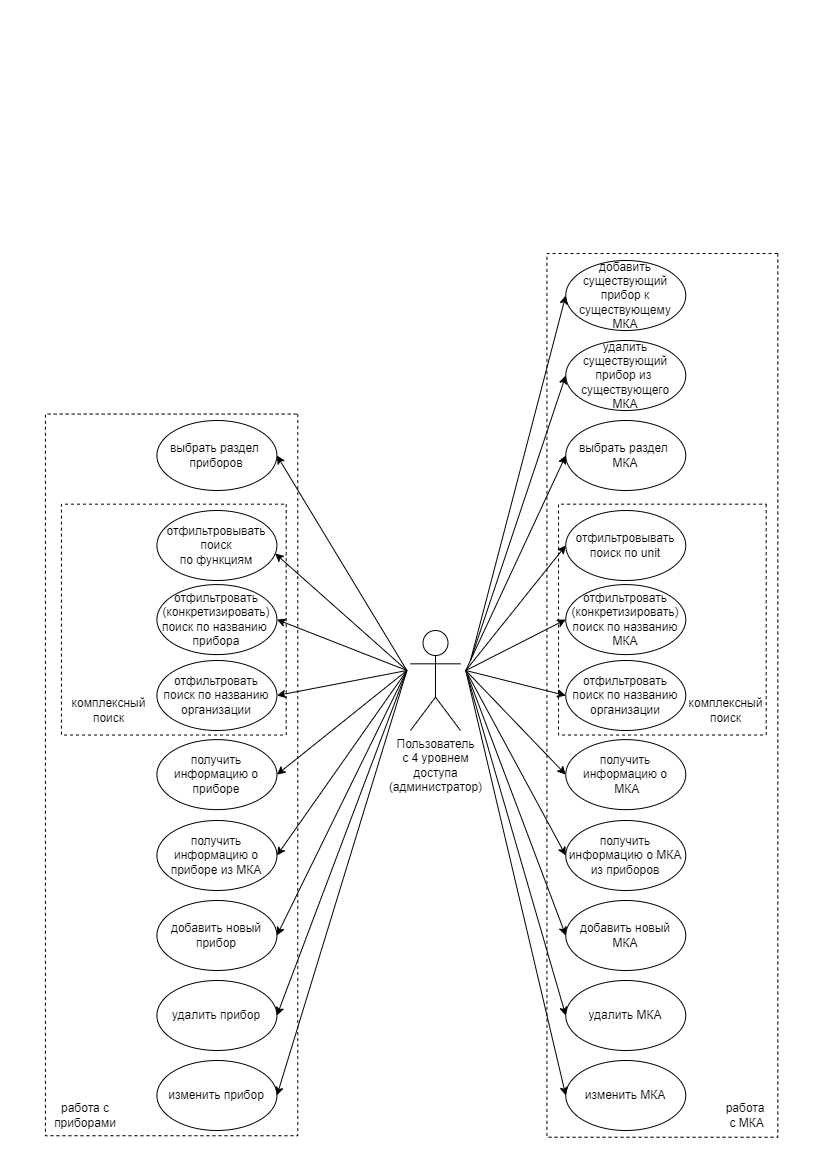 выбрать раздел
приборов
отфильтровывать
поиск
по функциям
отфильтровать
(конкретизировать)
поиск по названию
прибора
отфильтровать
поиск по названию
организации
комплексный
поиск
получить
информацию о
приборе
получить
информацию о
приборе из МКА
добавить новый
прибор
удалить прибор
изменить прибор
работа с
приборами
Пользователь
с 4 уровнем
доступа
(администратор)
добавить
существующий
прибор к
существующему
МКА
удалить
существующий
прибор из
существующего
МКА
выбрать раздел
МКА
отфильтровывать
поиск по unit
отфильтровать
(конкретизировать)
поиск по названию
МКА
отфильтровать
поиск по названию
организации
комплексный
поиск
получить
информацию о
МКА
получить
информацию о МКА
из приборов
добавить новый
МКА
удалить МКА
изменить МКА
работа
с МКА